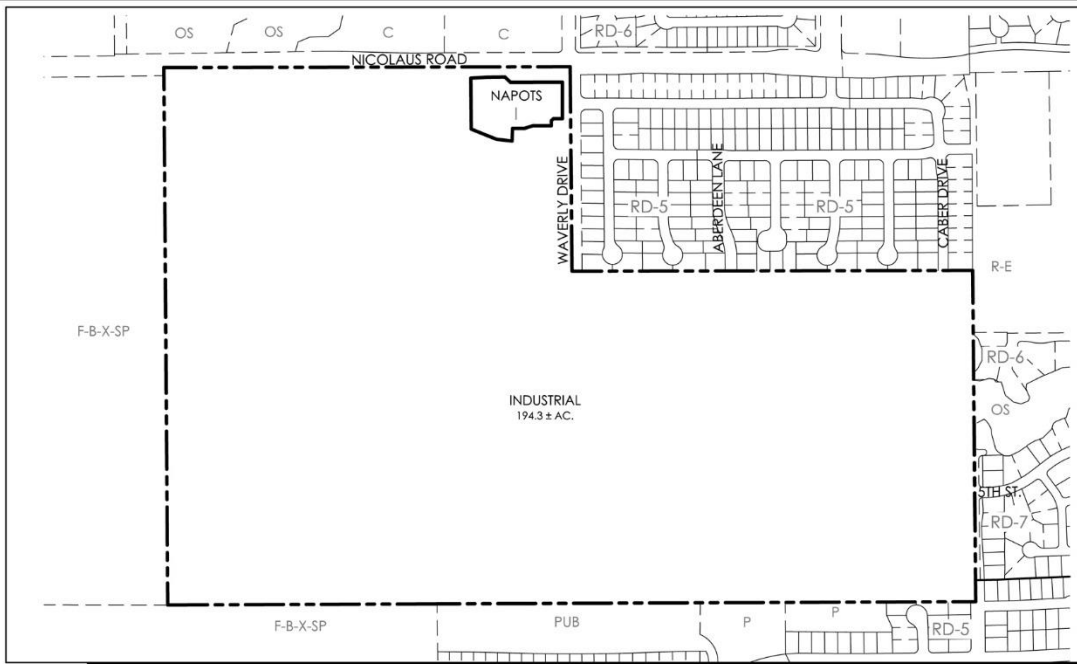 OS
OS
C
C
RD-6
NICOLAUS ROAD
NAPOTS
WAVERLY DRIVE
RD-5
ABERDEEN LANE
RD-5
CABER DRIVE
R-E
F-B-X-SP
RD-6
INDUSTRIAL
194.3 ± AC.
OS
5TH ST.
RD-7
F-B-X-SP
PUB
P
P
RD-5